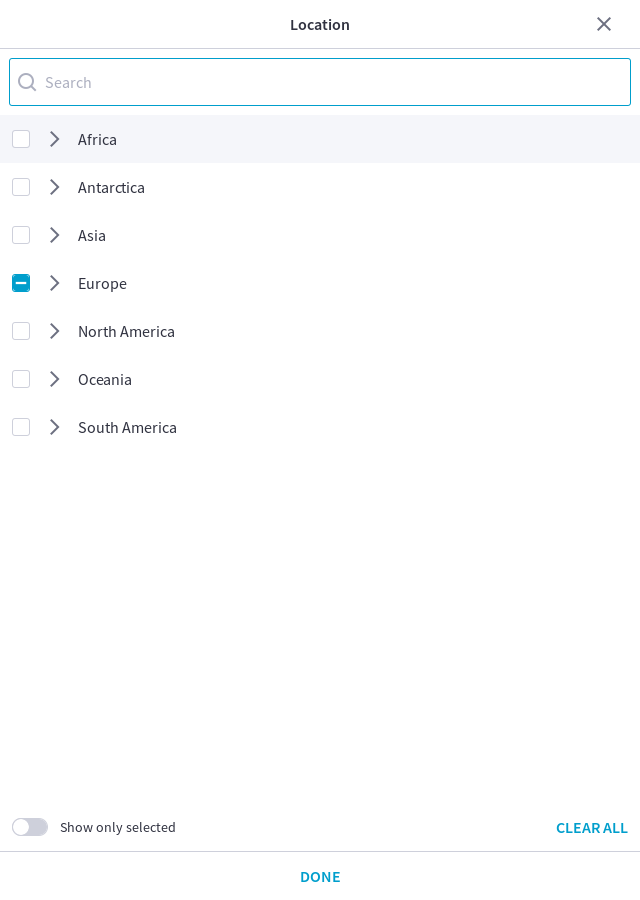 Location
Search
Africa
Antarctica
Asia
Europe
North America
Oceania
South America
Show only selected
CLEAR ALL
DONE